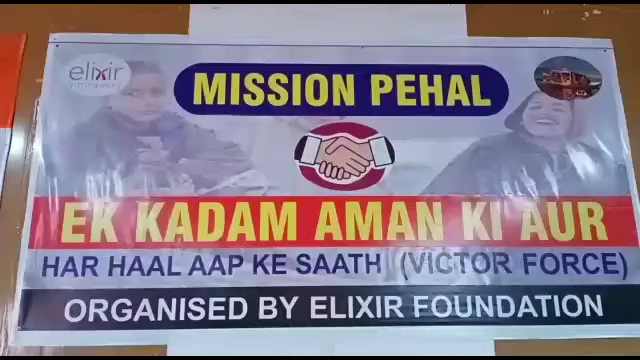 elixir
MISSION PEHAL
EK KADAM AMAN KI AUR
HAR HAAL AAP KE SAATH (VICTOR FORCE)
ORGANISED BY ELIXIR FOUNDATION